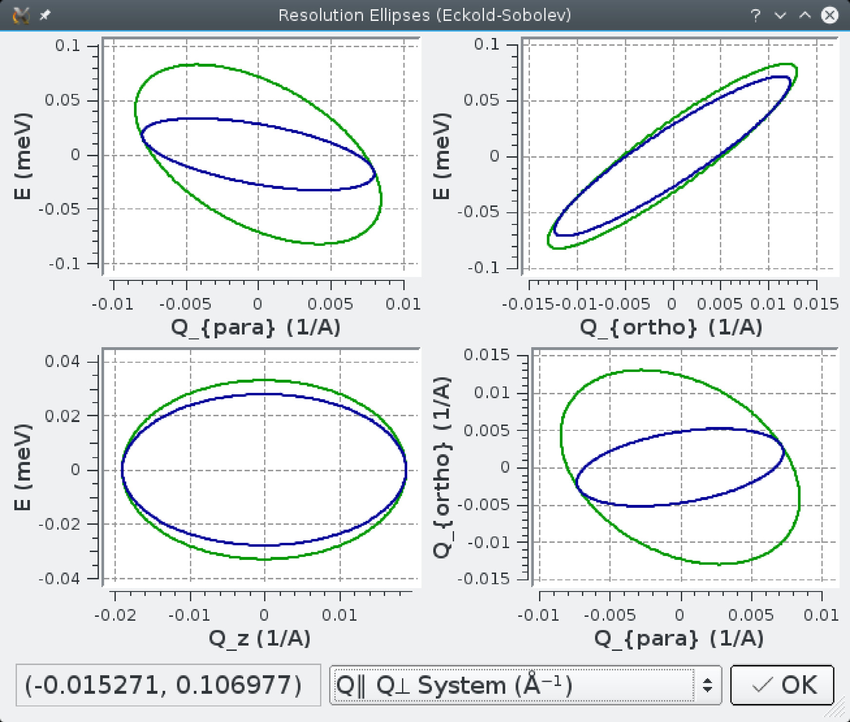 Resolution Ellipses (Eckold-Sobolev)
0.1
0.05
0
-0.05
-0.1
E (meV)
-0.01 -0.005 0 0.005 0.01
Q_{para} (1/A)
0.1
0.05
0
-0.05
-0.1
E (meV)
-0.015 -0.01 -0.005 0 0.005 0.01 0.015
Q_{ortho} (1/A)
0.04
0.02
0
-0.02
-0.04
E (meV)
-0.02 -0.01 0 0.01
Q_z (1/A)
0.015
0.01
0.005
0
-0.005
-0.01
-0.015
Q_{ortho} (1/A)
-0.01 -0.005 0 0.005 0.01
Q_{para} (1/A)
(-0.015271, 0.106977)
Q∥ Q⊥ System (Å⁻¹)
✓ OK